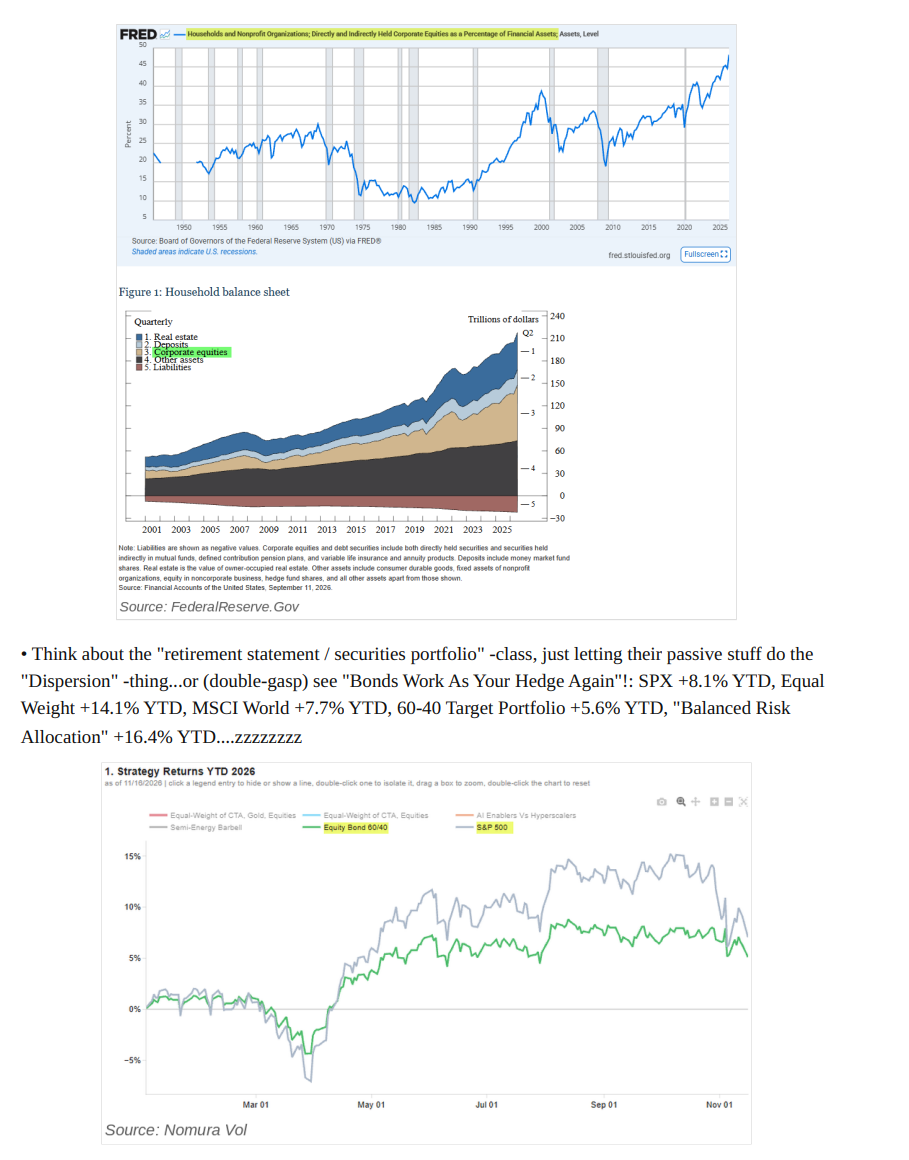 FRED — Households and Nonprofit Organizations; Directly and Indirectly Held Corporate Equities as a Percentage of Financial Assets; Assets, Level
50
45
40
35
30
25
20
15
10
5
Percent
1950 1955 1960 1965 1970 1975 1980 1985 1990 1995 2000 2005 2010 2015 2020 2025
Source: Board of Governors of the Federal Reserve System (US) via FRED®
Shaded areas indicate U.S. recessions.
fred.stlouisfed.org
Fullscreen
Figure 1: Household balance sheet
Quarterly
Trillions of dollars
1. Real estate
2. Deposits
3. Corporate equities
4. Other assets
5. Liabilities
Q2
1
2
3
4
5
240
210
180
150
120
90
60
30
0
−30
2001 2003 2005 2007 2009 2011 2013 2015 2017 2019 2021 2023 2025
Note: Liabilities are shown as negative values. Corporate equities and debt securities include both directly held securities and securities held
indirectly in mutual funds, defined contribution pension plans, and variable life insurance and annuity products. Deposits include money market fund
shares. Real estate is the value of owner-occupied real estate. Other assets include consumer durable goods, fixed assets of nonprofit
organizations, equity in noncorporate business, hedge fund shares, and all other assets apart from those shown.
Source: Financial Accounts of the United States, September 11, 2026.
Source: FederalReserve.Gov
• Think about the "retirement statement / securities portfolio" -class, just letting their passive stuff do the
"Dispersion" -thing...or (double-gasp) see "Bonds Work As Your Hedge Again"!: SPX +8.1% YTD, Equal
Weight +14.1% YTD, MSCI World +7.7% YTD, 60-40 Target Portfolio +5.6% YTD, "Balanced Risk
Allocation" +16.4% YTD....zzzzzzzz
1. Strategy Returns YTD 2026
as of 11/16/2026 | click a legend entry to hide or show a line, double-click one to isolate it, drag a box to zoom, double-click the chart to reset
Equal-Weight of CTA, Gold, Equities
Equal-Weight of CTA, Equities
AI Enablers Vs Hyperscalers
Semi-Energy Barbell
Equity Bond 60/40
S&P 500
15%
10%
5%
0%
−5%
Mar 01 May 01 Jul 01 Sep 01 Nov 01
Source: Nomura Vol